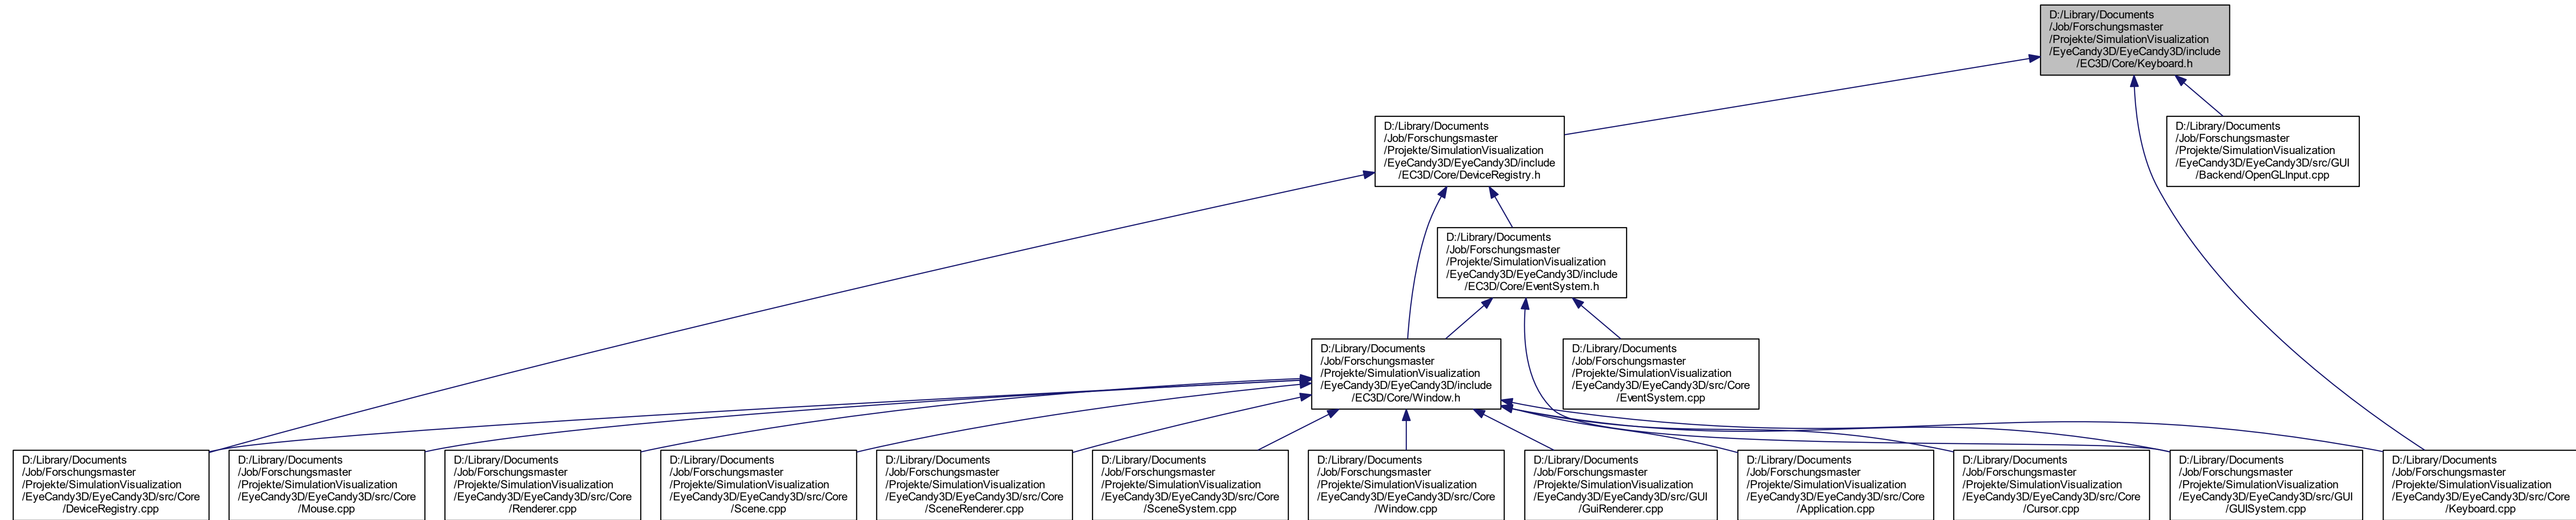 D:/Library/Documents
/Job/Forschungsmaster
/Projekte/SimulationVisualization
/EyeCandy3D/EyeCandy3D/include
/EC3D/Core/Keyboard.h
D:/Library/Documents
/Job/Forschungsmaster
/Projekte/SimulationVisualization
/EyeCandy3D/EyeCandy3D/include
/EC3D/Core/DeviceRegistry.h
D:/Library/Documents
/Job/Forschungsmaster
/Projekte/SimulationVisualization
/EyeCandy3D/EyeCandy3D/src/GUI
/Backend/OpenGLInput.cpp
D:/Library/Documents
/Job/Forschungsmaster
/Projekte/SimulationVisualization
/EyeCandy3D/EyeCandy3D/include
/EC3D/Core/EventSystem.h
D:/Library/Documents
/Job/Forschungsmaster
/Projekte/SimulationVisualization
/EyeCandy3D/EyeCandy3D/include
/EC3D/Core/Window.h
D:/Library/Documents
/Job/Forschungsmaster
/Projekte/SimulationVisualization
/EyeCandy3D/EyeCandy3D/src/Core
/EventSystem.cpp
D:/Library/Documents
/Job/Forschungsmaster
/Projekte/SimulationVisualization
/EyeCandy3D/EyeCandy3D/src/Core
/DeviceRegistry.cpp
D:/Library/Documents
/Job/Forschungsmaster
/Projekte/SimulationVisualization
/EyeCandy3D/EyeCandy3D/src/Core
/Mouse.cpp
D:/Library/Documents
/Job/Forschungsmaster
/Projekte/SimulationVisualization
/EyeCandy3D/EyeCandy3D/src/Core
/Renderer.cpp
D:/Library/Documents
/Job/Forschungsmaster
/Projekte/SimulationVisualization
/EyeCandy3D/EyeCandy3D/src/Core
/Scene.cpp
D:/Library/Documents
/Job/Forschungsmaster
/Projekte/SimulationVisualization
/EyeCandy3D/EyeCandy3D/src/Core
/SceneRenderer.cpp
D:/Library/Documents
/Job/Forschungsmaster
/Projekte/SimulationVisualization
/EyeCandy3D/EyeCandy3D/src/Core
/SceneSystem.cpp
D:/Library/Documents
/Job/Forschungsmaster
/Projekte/SimulationVisualization
/EyeCandy3D/EyeCandy3D/src/Core
/Window.cpp
D:/Library/Documents
/Job/Forschungsmaster
/Projekte/SimulationVisualization
/EyeCandy3D/EyeCandy3D/src/GUI
/GuiRenderer.cpp
D:/Library/Documents
/Job/Forschungsmaster
/Projekte/SimulationVisualization
/EyeCandy3D/EyeCandy3D/src/Core
/Application.cpp
D:/Library/Documents
/Job/Forschungsmaster
/Projekte/SimulationVisualization
/EyeCandy3D/EyeCandy3D/src/Core
/Cursor.cpp
D:/Library/Documents
/Job/Forschungsmaster
/Projekte/SimulationVisualization
/EyeCandy3D/EyeCandy3D/src/GUI
/GUISystem.cpp
D:/Library/Documents
/Job/Forschungsmaster
/Projekte/SimulationVisualization
/EyeCandy3D/EyeCandy3D/src/Core
/Keyboard.cpp